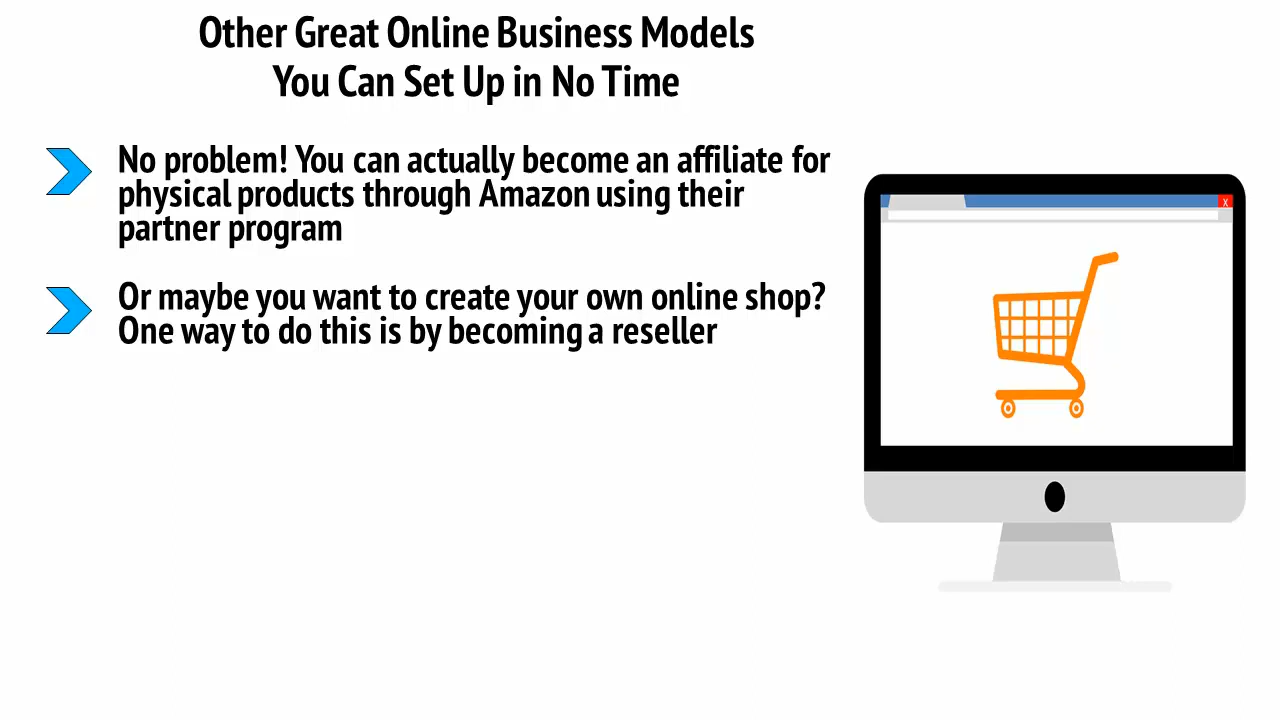 Other Great Online Business Models
You Can Set Up in No Time
No problem! You can actually become an affiliate for
physical products through Amazon using their
partner program
Or maybe you want to create your own online shop?
One way to do this is by becoming a reseller
X